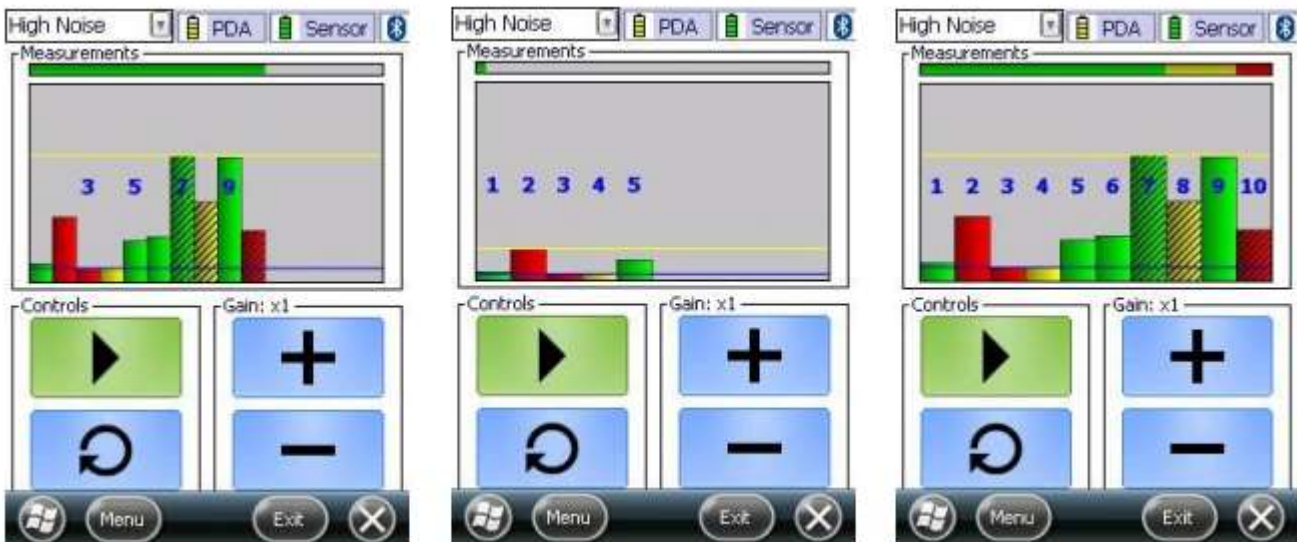 High Noise PDA Sensor
Measurements
3 5 7 9
Controls Gain: x1
Menu Exit
High Noise PDA Sensor
Measurements
1 2 3 4 5
Controls Gain: x1
Menu Exit
High Noise PDA Sensor
Measurements
1 2 3 4 5 6 7 8 9 10
Controls Gain: x1
Menu Exit